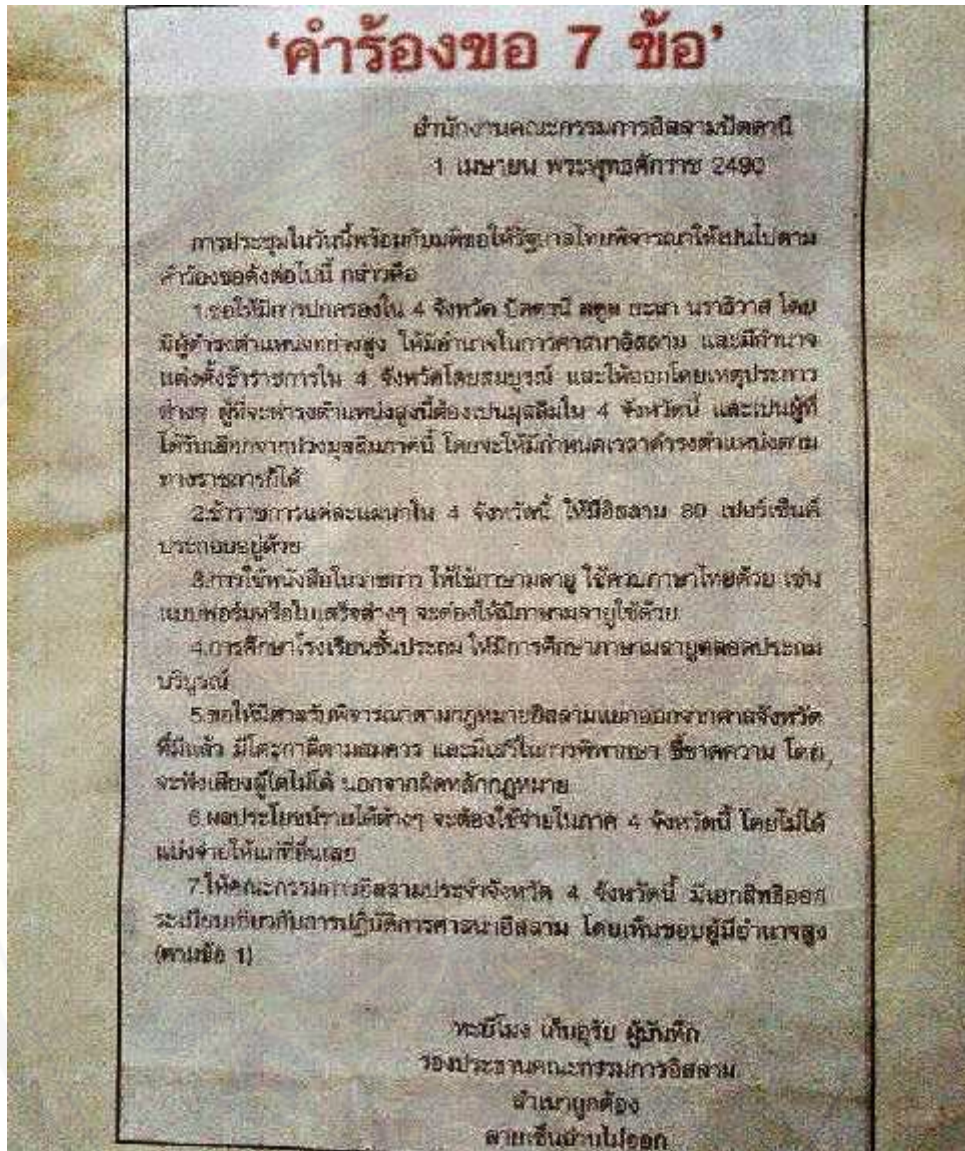 ‘คำร้องขอ 7 ข้อ’
สำนักงานคณะกรรมการอิสลามปัตตานี
1 เมษายน พระพุทธศักราช 2490
การประชุมในวันนี้พร้อมกับมติขอให้รัฐบาลไทยพิจารณาให้เป็นไปตาม
คำร้องขอดังต่อไปนี้ กล่าวคือ
1.ขอให้มีการปกครองใน 4 จังหวัด ปัตตานี สตูล ยะลา นราธิวาส โดย
มีผู้ดำรงตำแหน่งอย่างสูง ให้มีอำนาจในการศาสนาอิสลาม และมีอำนาจ
แต่งตั้งข้าราชการใน 4 จังหวัดโดยสมบูรณ์ และให้ออกโดยเหตุประการ
ต่างๆ ผู้ที่จะดำรงตำแหน่งสูงนี้ต้องเป็นมุสลิมใน 4 จังหวัดนี้ และเป็นผู้ที่
ได้รับเลือกจากปวงมุสลิมภาคนี้ โดยจะให้มีกำหนดเวลาดำรงตำแหน่งตาม
ทางราชการก็ได้
2.ข้าราชการแต่ละแผนกใน 4 จังหวัดนี้ ให้มีอิสลาม 80 เปอร์เซ็นต์
ประกอบอยู่ด้วย
3.การใช้หนังสือในราชการ ให้ใช้ภาษามลายู ใช้ควบภาษาไทยด้วย เช่น
แบบฟอร์มหรือใบเสร็จต่างๆ จะต้องให้มีภาษามลายูใช้ด้วย
4.การศึกษาโรงเรียนชั้นประถม ให้มีการศึกษาภาษามลายูตลอดประถม
บริบูรณ์
5.ขอให้มีศาลรับพิจารณาตามกฎหมายอิสลามแยกออกจากศาลจังหวัด
ที่มีแล้ว มีโต๊ะกาลีตามสมควร และมีเสรีในการพิพากษา ชี้ขาดความ โดย
จะฟังเสียงผู้ใดไม่ได้ นอกจากผิดหลักกฎหมาย
6.ผลประโยชน์รายได้ต่างๆ จะต้องใช้จ่ายในภาค 4 จังหวัดนี้ โดยไม่ได้
แบ่งจ่ายให้แก่ที่อื่นเลย
7.ให้คณะกรรมการอิสลามประจำจังหวัด 4 จังหวัดนี้ มีเอกสิทธิออก
ระเบียบเกี่ยวกับการปฏิบัติการศาสนาอิสลาม โดยเห็นชอบผู้มีอำนาจสูง
(ตามข้อ 1)
ผู้บันทึก
รองประธานคณะกรรมการอิสลาม
สำเนาถูกต้อง
ลายเซ็นอ่านไม่ออก